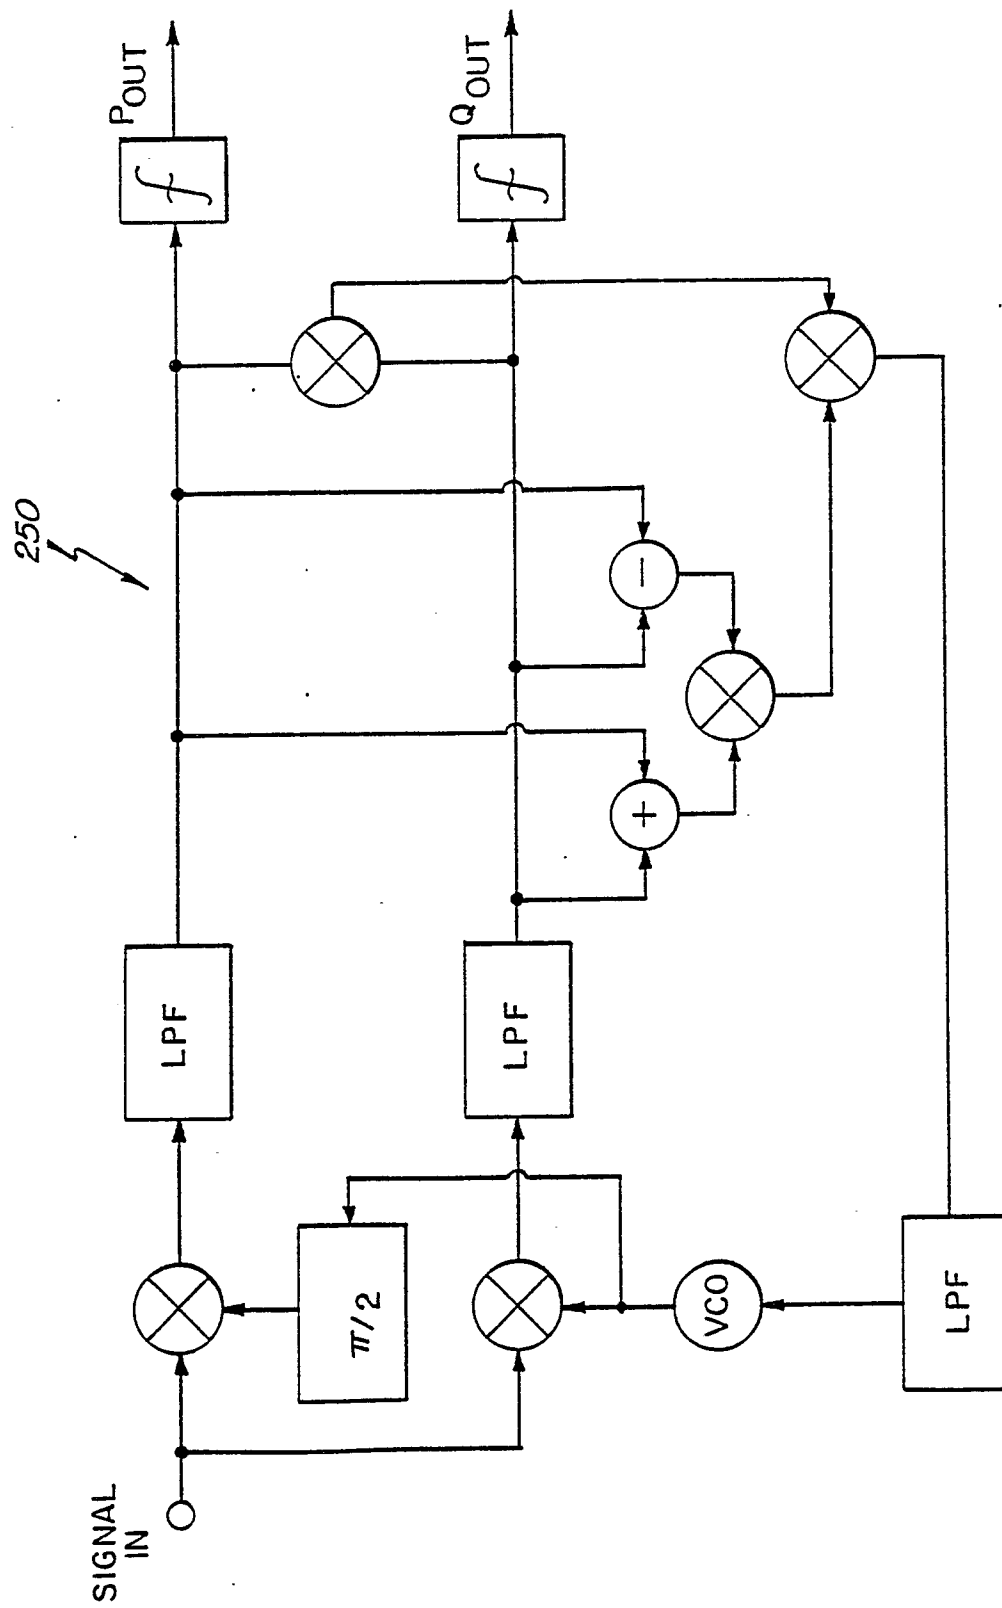 250
SIGNAL
IN
LPF
P OUT
f
π/2
LPF
Q OUT
f
+
−
VCO
LPF